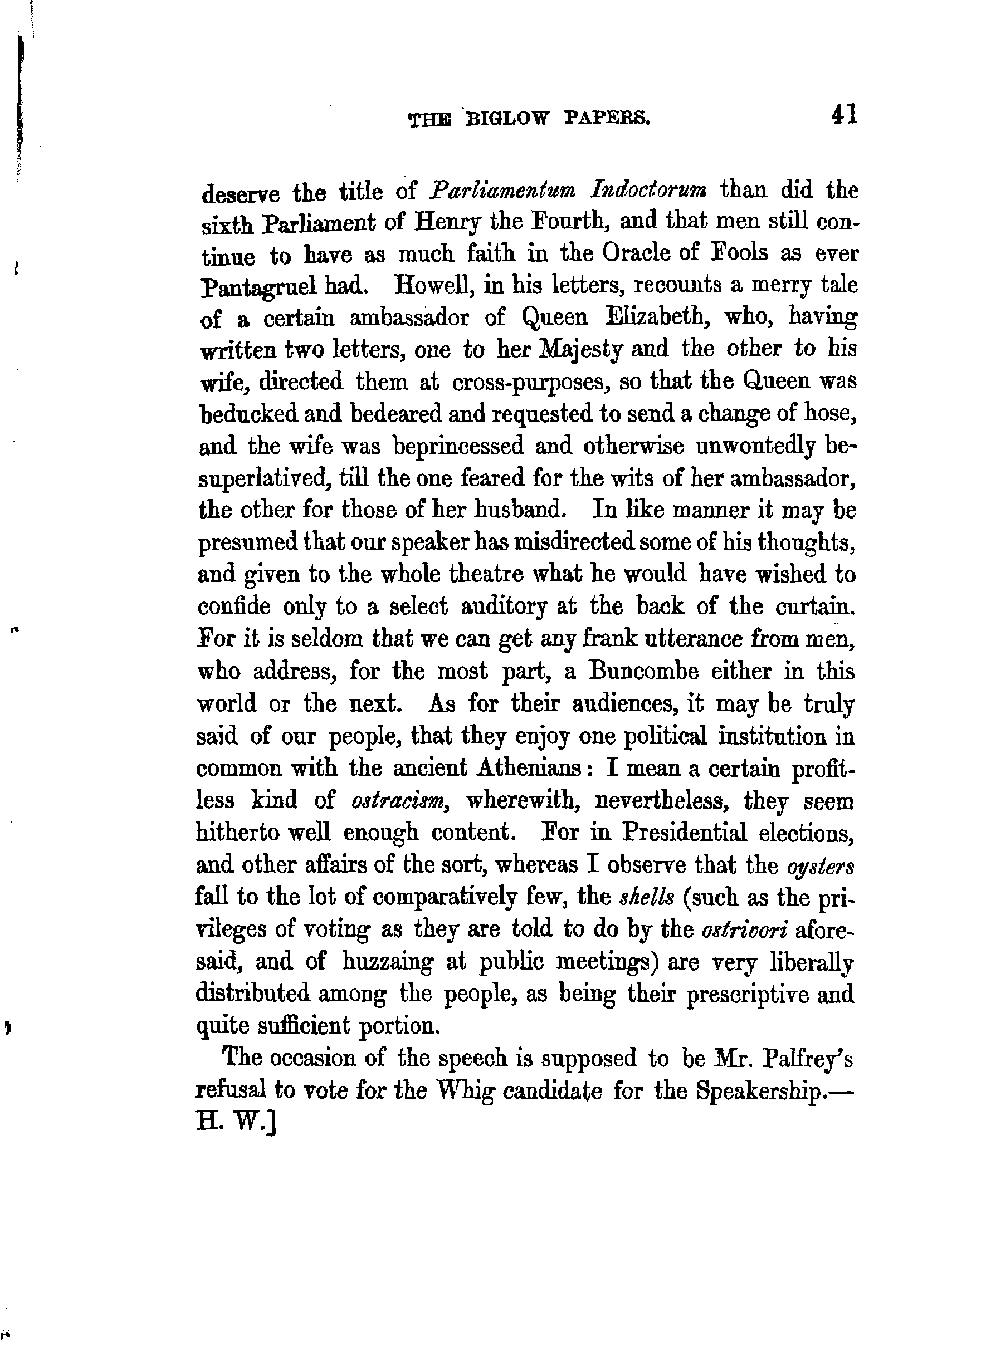 THE BIGLOW PAPERS. 41
deserve the title of Parliamentum Indoctorum than did the
sixth Parliament of Henry the Fourth, and that men still con-
tinue to have as much faith in the Oracle of Fools as ever
Pantagruel had. Howell, in his letters, recounts a merry tale
of a certain ambassador of Queen Elizabeth, who, having
written two letters, one to her Majesty and the other to his
wife, directed them at cross-purposes, so that the Queen was
beducked and bedeared and requested to send a change of hose,
and the wife was beprincessed and otherwise unwontedly be-
superlatived, till the one feared for the wits of her ambassador,
the other for those of her husband. In like manner it may be
presumed that our speaker has misdirected some of his thoughts,
and given to the whole theatre what he would have wished to
confide only to a select auditory at the back of the curtain.
For it is seldom that we can get any frank utterance from men,
who address, for the most part, a Buncombe either in this
world or the next. As for their audiences, it may be truly
said of our people, that they enjoy one political institution in
common with the ancient Athenians: I mean a certain profit-
less kind of ostracism, wherewith, nevertheless, they seem
hitherto well enough content. For in Presidential elections,
and other affairs of the sort, whereas I observe that the oysters
fall to the lot of comparatively few, the shells (such as the pri-
vileges of voting as they are told to do by the ostrivori afore-
said, and of huzzaing at public meetings) are very liberally
distributed among the people, as being their prescriptive and
quite sufficient portion.
The occasion of the speech is supposed to be Mr. Palfrey's
refusal to vote for the Whig candidate for the Speakership.—
H. W.]